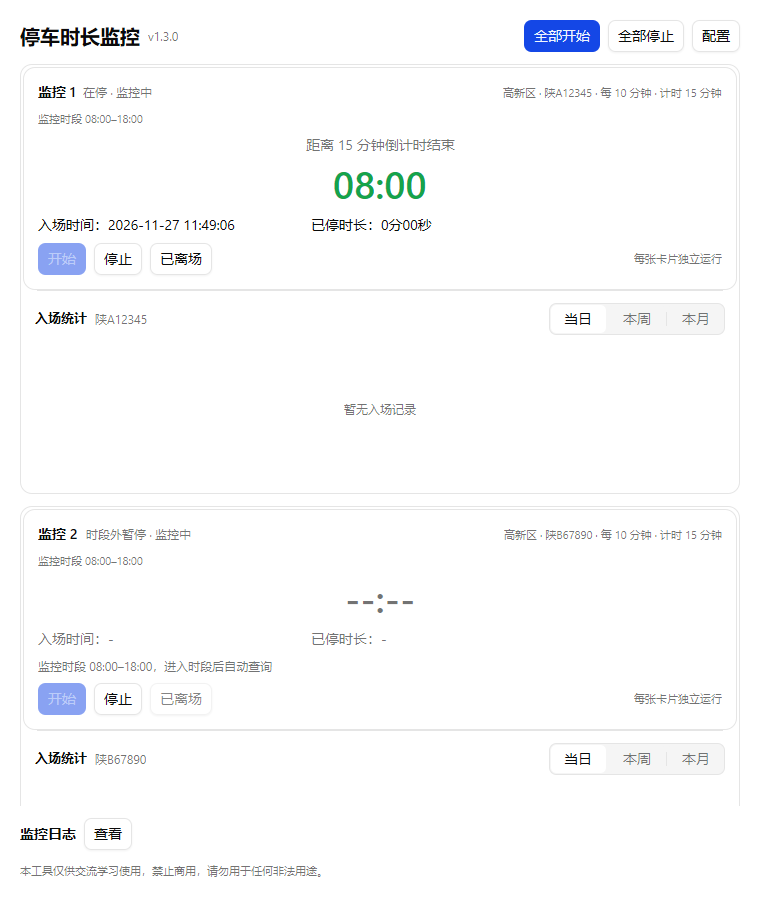 停车时长监控 v1.3.0 全部开始 全部停止 配置
监控 1 在停 · 监控中 高新区 · 陕A12345 · 每 10 分钟 · 计时 15 分钟
监控时段 08:00–18:00
距离 15 分钟倒计时结束
08:00
入场时间：2026-11-27 11:49:06 已停时长：0分00秒
开始 停止 已离场 每张卡片独立运行
入场统计 陕A12345 当日 本周 本月
暂无入场记录
监控 2 时段外暂停 · 监控中 高新区 · 陕B67890 · 每 10 分钟 · 计时 15 分钟
监控时段 08:00–18:00
--:--
入场时间：- 已停时长：-
监控时段 08:00–18:00，进入时段后自动查询
开始 停止 已离场 每张卡片独立运行
入场统计 陕B67890 当日 本周 本月
监控日志 查看
本工具仅供交流学习使用，禁止商用，请勿用于任何非法用途。